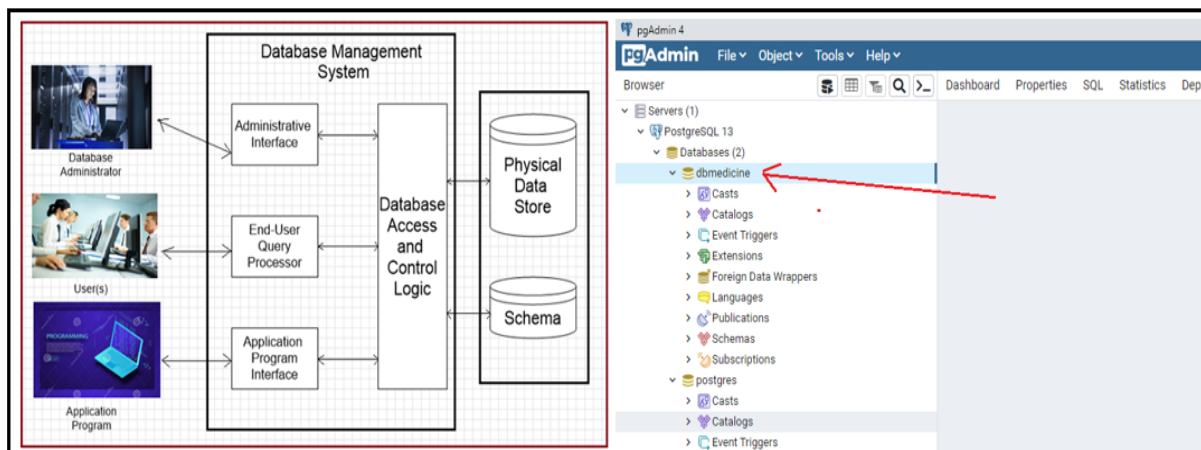 Database Management
System
Database
Administrator
Administrative
Interface
User(s)
End-User
Query
Processor
PROGRAMMING
Application
Program
Application
Program
Interface
Database
Access
and
Control
Logic
Physical
Data
Store
Schema
pgAdmin 4
pgAdmin File Object Tools Help
Browser
Dashboard Properties SQL Statistics Dep
Servers (1)
PostgreSQL 13
Databases (2)
dbmedicine
Casts
Catalogs
Event Triggers
Extensions
Foreign Data Wrappers
Languages
Publications
Schemas
Subscriptions
postgres
Casts
Catalogs
Event Triggers